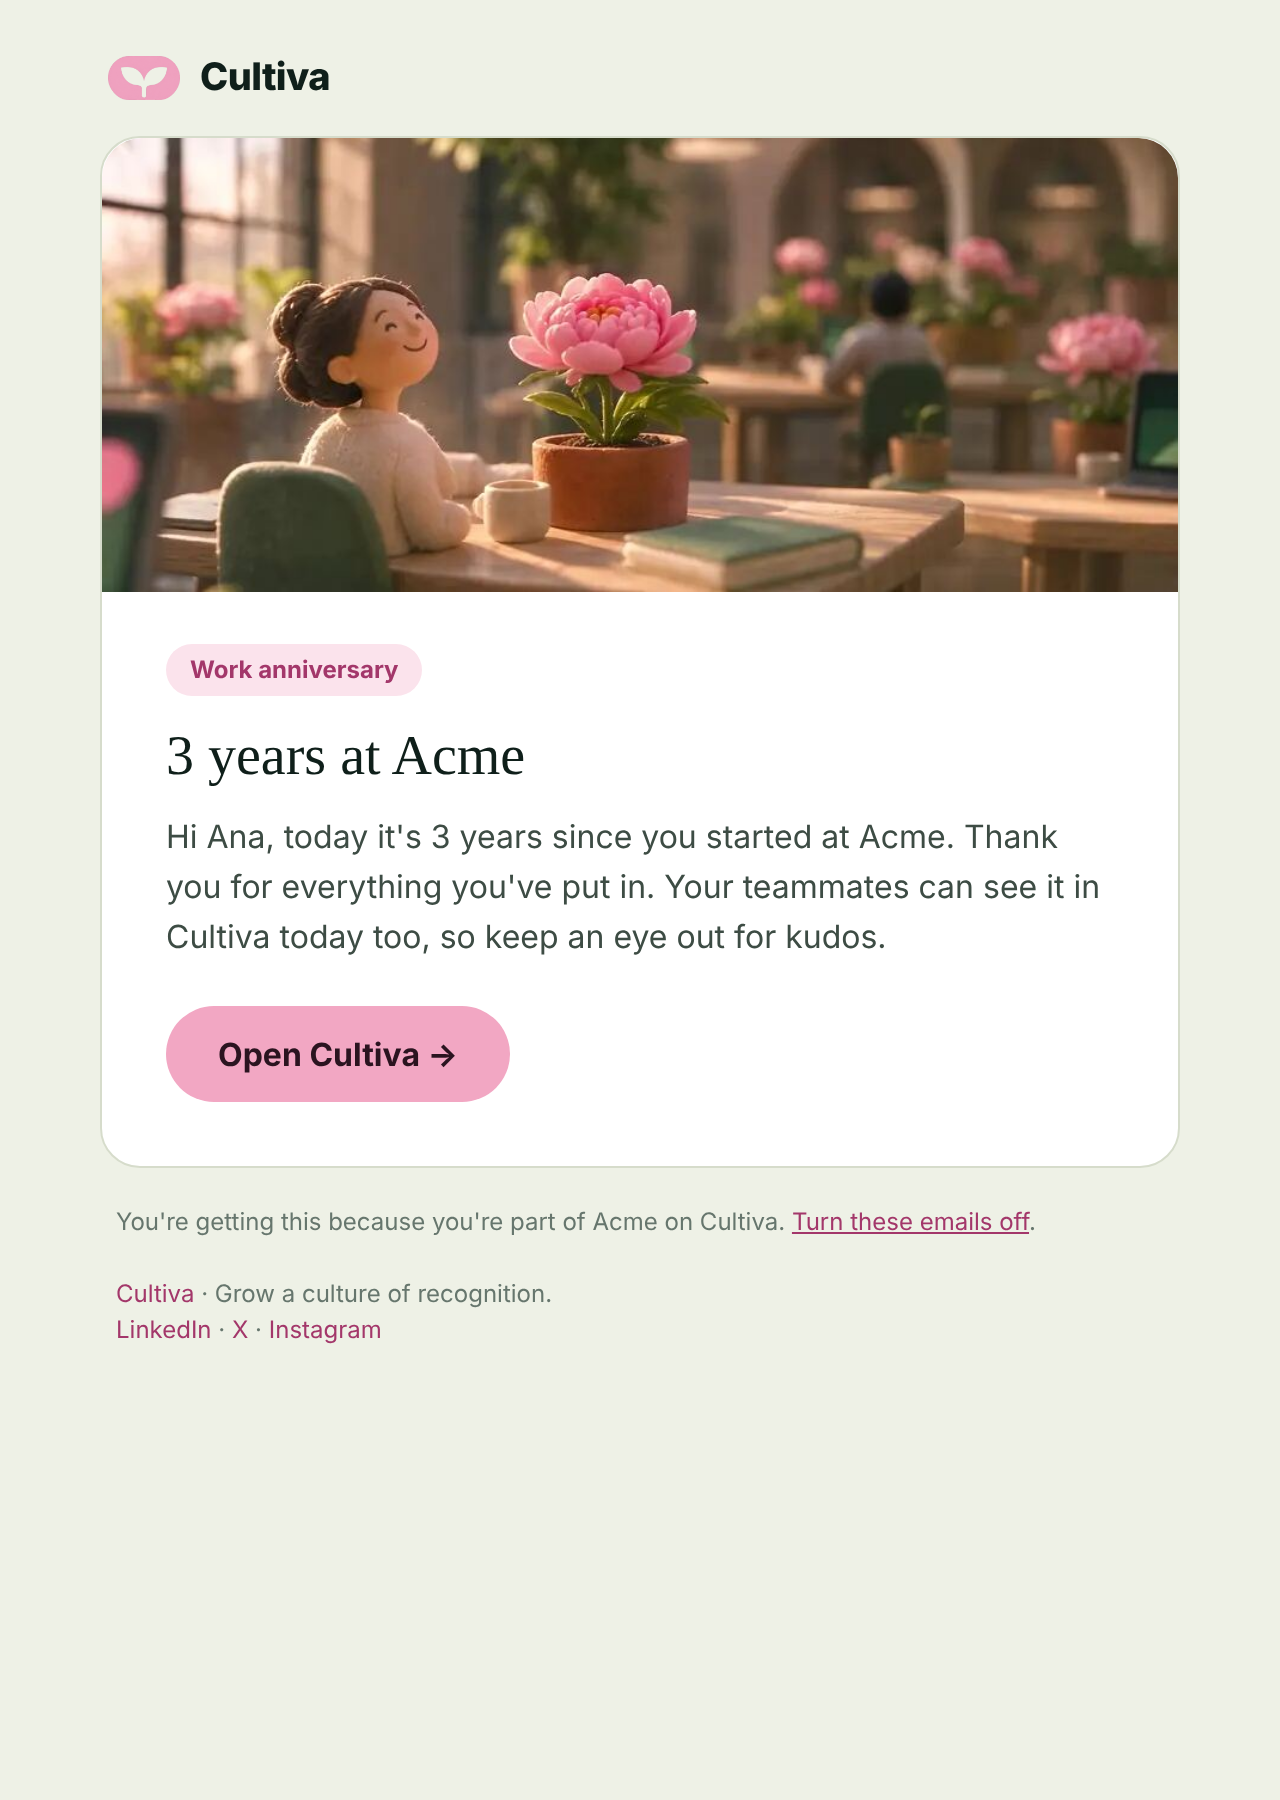 Cultiva
Work anniversary
3 years at Acme
Hi Ana, today it's 3 years since you started at Acme. Thank
you for everything you've put in. Your teammates can see it in
Cultiva today too, so keep an eye out for kudos.
Open Cultiva →
You're getting this because you're part of Acme on Cultiva. Turn these emails off.
Cultiva · Grow a culture of recognition.
LinkedIn · X · Instagram